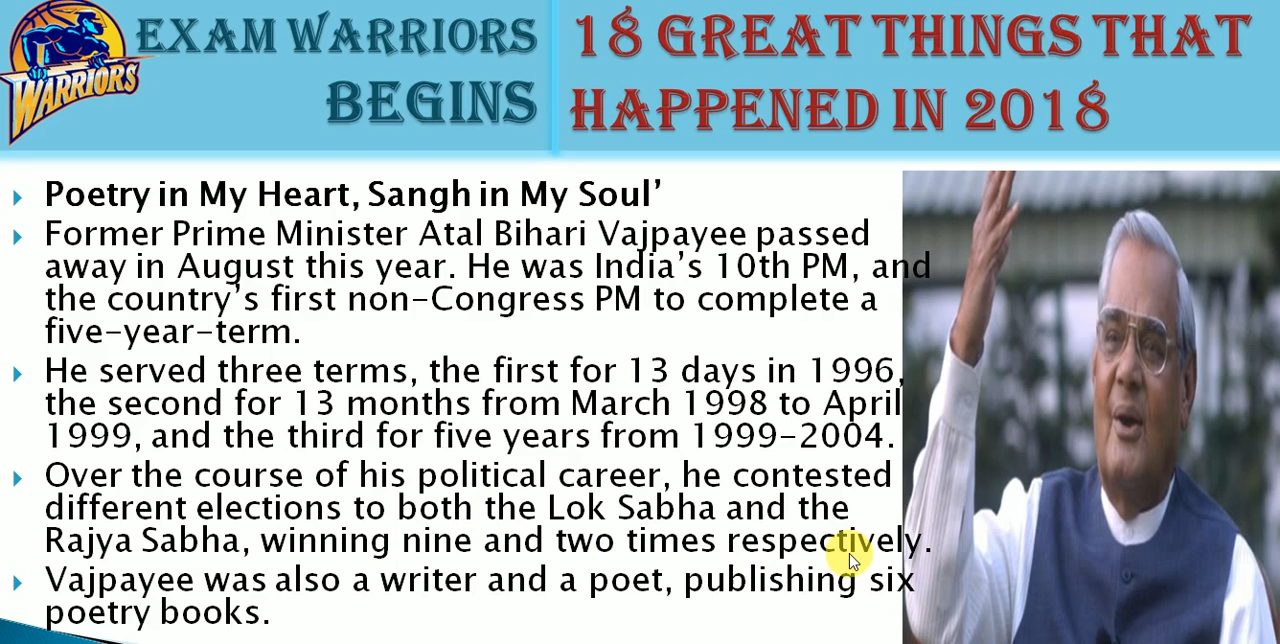 WARRIORS
EXAM WARRIORS
BEGINS
18 GREAT THINGS THAT
HAPPENED IN 2018
Poetry in My Heart, Sangh in My Soul’
Former Prime Minister Atal Bihari Vajpayee passed
away in August this year. He was India’s 10th PM, and
the country’s first non-Congress PM to complete a
five-year-term.
He served three terms, the first for 13 days in 1996,
the second for 13 months from March 1998 to April
1999, and the third for five years from 1999-2004.
Over the course of his political career, he contested
different elections to both the Lok Sabha and the
Rajya Sabha, winning nine and two times respectively.
Vajpayee was also a writer and a poet, publishing six
poetry books.